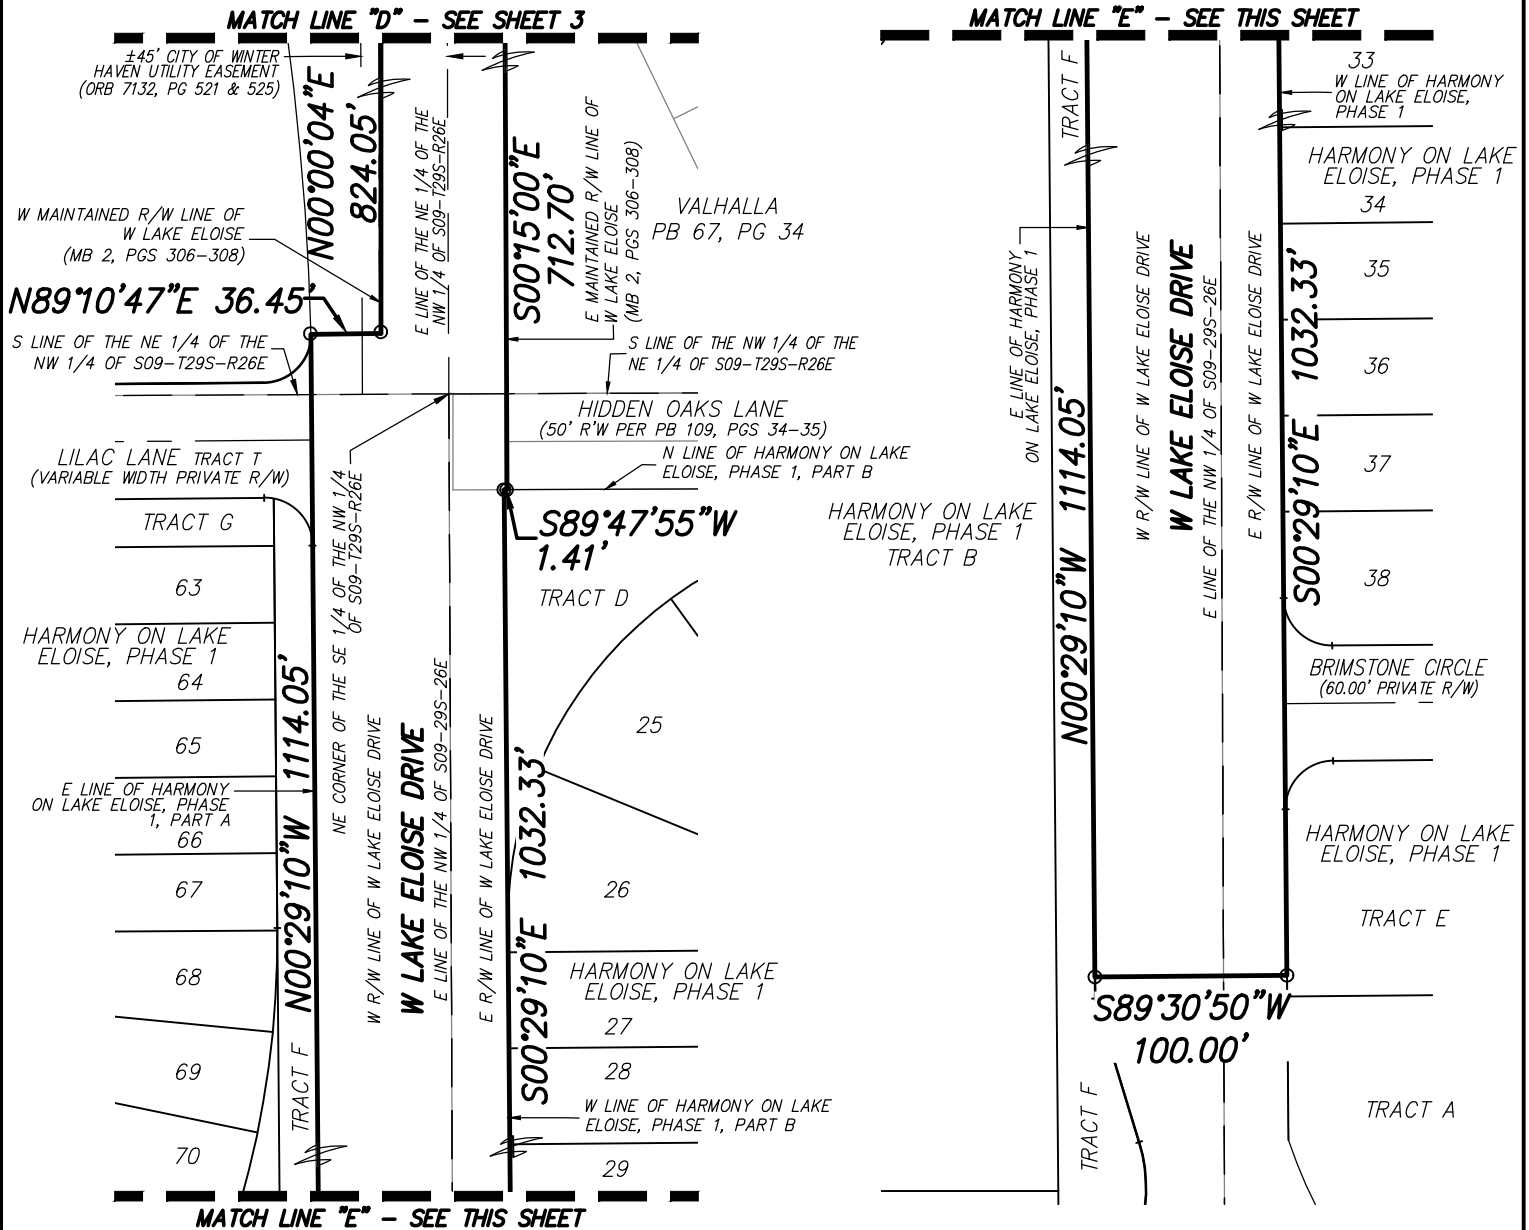 MATCH LINE "D" - SEE SHEET 3
±45' CITY OF WINTER
HAVEN UTILITY EASEMENT
(ORB 7132, PG 521 & 525)
N00°00'04"E
824.05'
E LINE OF THE NE 1/4 OF THE
NW 1/4 OF S09-T29S-R26E
S00°15'00"E
712.70'
E MAINTAINED R/W LINE OF
W LAKE ELOISE
(MB 2, PGS 306-308)
VALHALLA
PB 67, PG 34
W MAINTAINED R/W LINE OF
W LAKE ELOISE
(MB 2, PGS 306-308)
N89°10'47"E 36.45'
S LINE OF THE NE 1/4 OF THE
NW 1/4 OF S09-T29S-R26E
S LINE OF THE NW 1/4 OF THE
NE 1/4 OF S09-T29S-R26E
HIDDEN OAKS LANE
(50' R'W PER PB 109, PGS 34-35)
N LINE OF HARMONY ON LAKE
ELOISE, PHASE 1, PART B
LILAC LANE TRACT T
(VARIABLE WIDTH PRIVATE R/W)
TRACT G
S89°47'55"W
1.41'
TRACT D
NE CORNER OF THE SE 1/4 OF THE NW 1/4
OF S09-T29S-R26E
63
HARMONY ON LAKE
ELOISE, PHASE 1
64
65
E LINE OF HARMONY
ON LAKE ELOISE, PHASE
1, PART A
66
67
68
69
70
N00°29'10"W 1114.05'
TRACT F
W R/W LINE OF W LAKE ELOISE DRIVE
W LAKE ELOISE DRIVE
E LINE OF THE NW 1/4 OF S09-29S-26E
E R/W LINE OF W LAKE ELOISE DRIVE
S00°29'10"E 1032.33'
25
26
HARMONY ON LAKE
ELOISE, PHASE 1
27
28
W LINE OF HARMONY ON LAKE
ELOISE, PHASE 1, PART B
29
MATCH LINE "E" - SEE THIS SHEET
MATCH LINE "E" - SEE THIS SHEET
TRACT F
33
W LINE OF HARMONY
ON LAKE ELOISE,
PHASE 1
HARMONY ON LAKE
ELOISE, PHASE 1
34
35
36
37
38
E LINE OF HARMONY
ON LAKE ELOISE, PHASE 1
HARMONY ON LAKE
ELOISE, PHASE 1
TRACT B
N00°29'10"W 1114.05'
W R/W LINE OF W LAKE ELOISE DRIVE
W LAKE ELOISE DRIVE
E LINE OF THE NW 1/4 OF S09-29S-26E
E R/W LINE OF W LAKE ELOISE DRIVE
S00°29'10"E 1032.33'
BRIMSTONE CIRCLE
(60.00' PRIVATE R/W)
HARMONY ON LAKE
ELOISE, PHASE 1
TRACT E
S89°30'50"W
100.00'
TRACT F
TRACT A